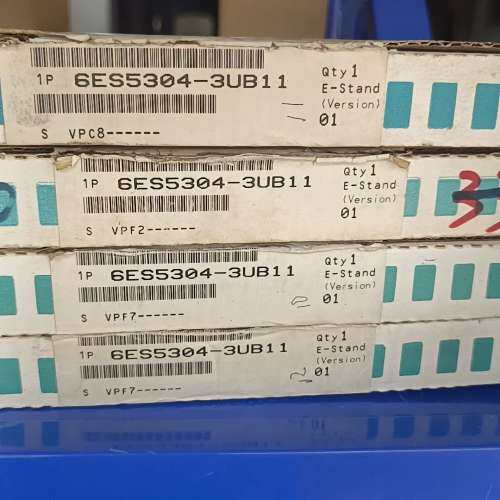 1P 6ES5304-3UB11 Qty 1
E-Stand
(Version)
01
S VPC8------
1P 6ES5304-3UB11 Qty 1
E-Stand
(Version)
01
S VPF2------
1P 6ES5304-3UB11 Qty 1
E-Stand
(Version)
01
S VPF7------
1P 6ES5304-3UB11 Qty 1
E-Stand
(Version)
01
S VPF7------